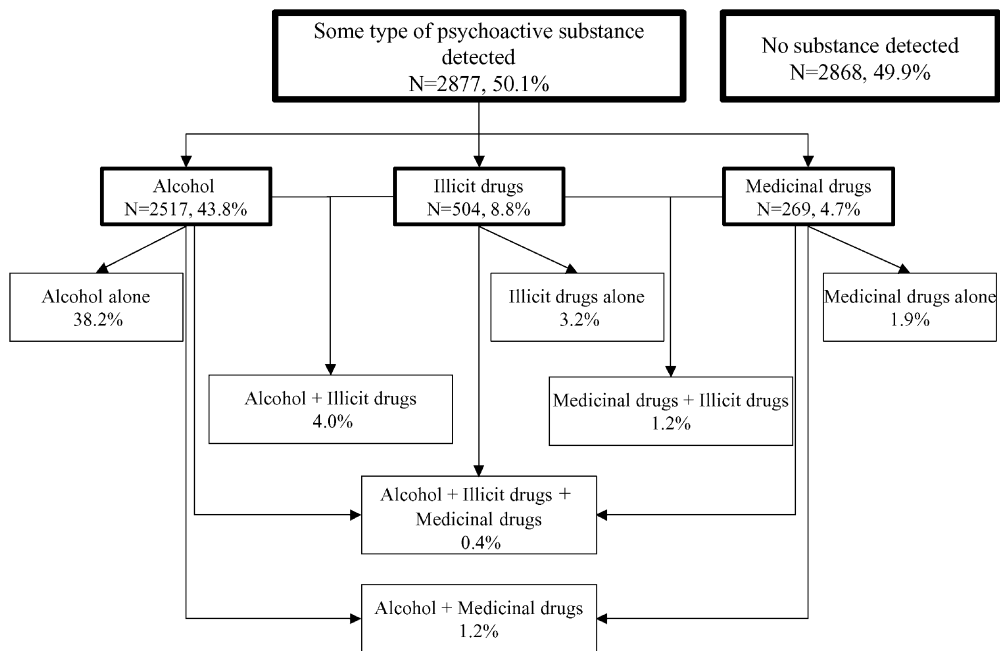 Some type of psychoactive substance
detected
N=2877, 50.1%
No substance detected
N=2868, 49.9%
Alcohol
N=2517, 43.8%
Illicit drugs
N=504, 8.8%
Medicinal drugs
N=269, 4.7%
Alcohol alone
38.2%
Illicit drugs alone
3.2%
Medicinal drugs alone
1.9%
Alcohol + Illicit drugs
4.0%
Medicinal drugs + Illicit drugs
1.2%
Alcohol + Illicit drugs +
Medicinal drugs
0.4%
Alcohol + Medicinal drugs
1.2%